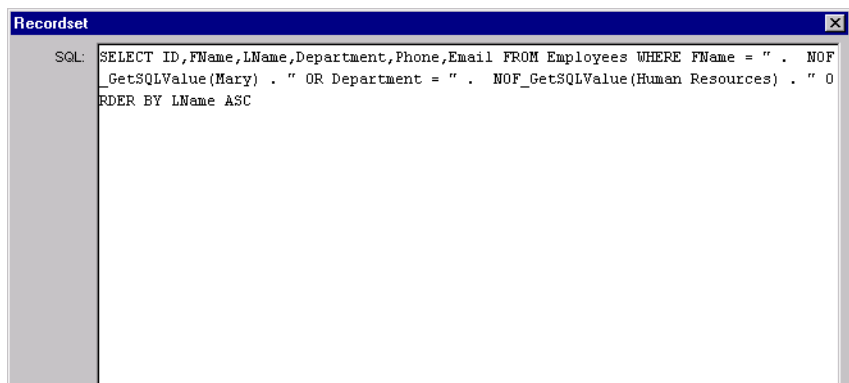 Recordset
SQL: SELECT ID,FName,LName,Department,Phone,Email FROM Employees WHERE FName = " .  NOF
_GetSQLValue(Mary) . " OR Department = " .  NOF_GetSQLValue(Human Resources) . " O
RDER BY LName ASC